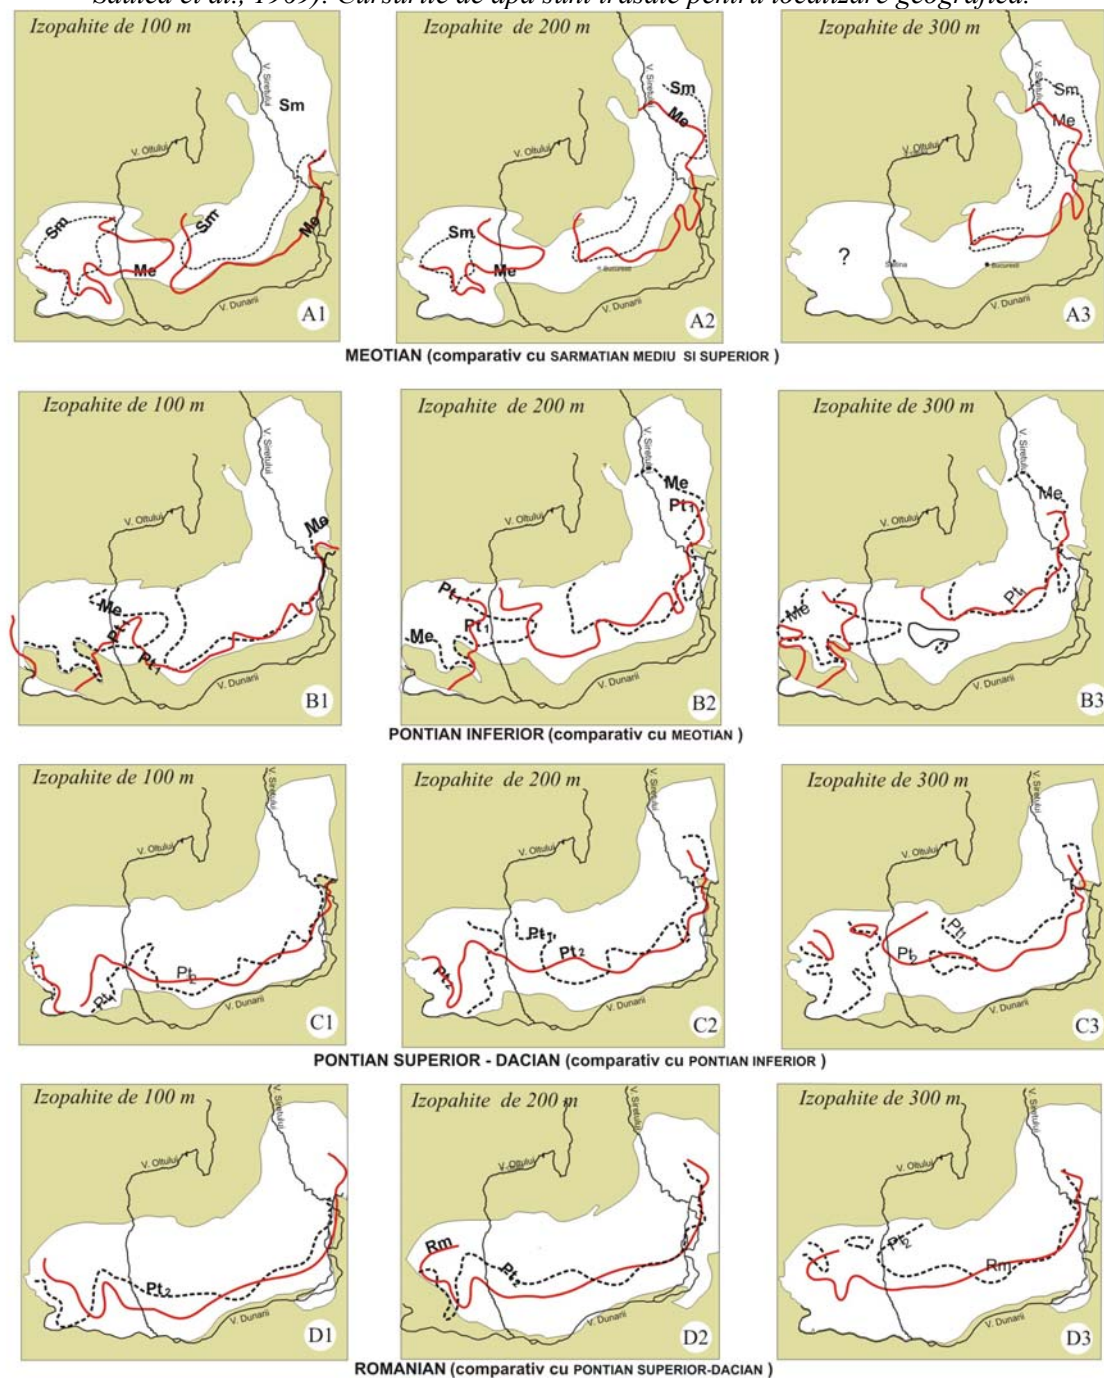 Saulea et al., 1969). Cursurile de apă sunt trasate pentru localizare geografică.
Izopahite de 100 m
Izopahite de 200 m
Izopahite de 300 m
V. Siretului
Sm
V. Oltului
Sm
Sm
Me
Me
V. Dunarii
A1
V. Siretului
Sm
Me
V. Oltului
Sm
Me
Bucuresti
V. Dunarii
A2
V. Siretului
Sm
Me
V. Oltului
?
Slatina
Bucuresti
V. Dunarii
A3
MEOTIAN (comparativ cu SARMATIAN MEDIU SI SUPERIOR )
Izopahite de 100 m
Izopahite de 200 m
Izopahite de 300 m
V. Siretului
V. Oltului
Me
Me
Pt1
V. Dunarii
B1
V. Siretului
Me
Pt1
V. Oltului
Pt1
Pt1
Me
V. Dunarii
B2
V. Siretului
Me
V. Oltului
Me
Pt1
V. Dunarii
B3
PONTIAN INFERIOR (comparativ cu MEOTIAN )
Izopahite de 100 m
Izopahite de 200 m
Izopahite de 300 m
V. Siretului
V. Oltului
Pt2
Pt1
V. Dunarii
C1
V. Siretului
V. Oltului
Pt1
Pt2
V. Dunarii
C2
V. Siretului
V. Oltului
Pt1
Pt2
V. Dunarii
C3
PONTIAN SUPERIOR - DACIAN (comparativ cu PONTIAN INFERIOR )
Izopahite de 100 m
Izopahite de 200 m
Izopahite de 300 m
V. Siretului
V. Oltului
Pt2
V. Dunarii
D1
V. Siretului
Rm
Pt2
V. Dunarii
D2
V. Siretului
V. Oltului
Pt2
Rm
V. Dunarii
D3
ROMANIAN (comparativ cu PONTIAN SUPERIOR-DACIAN )